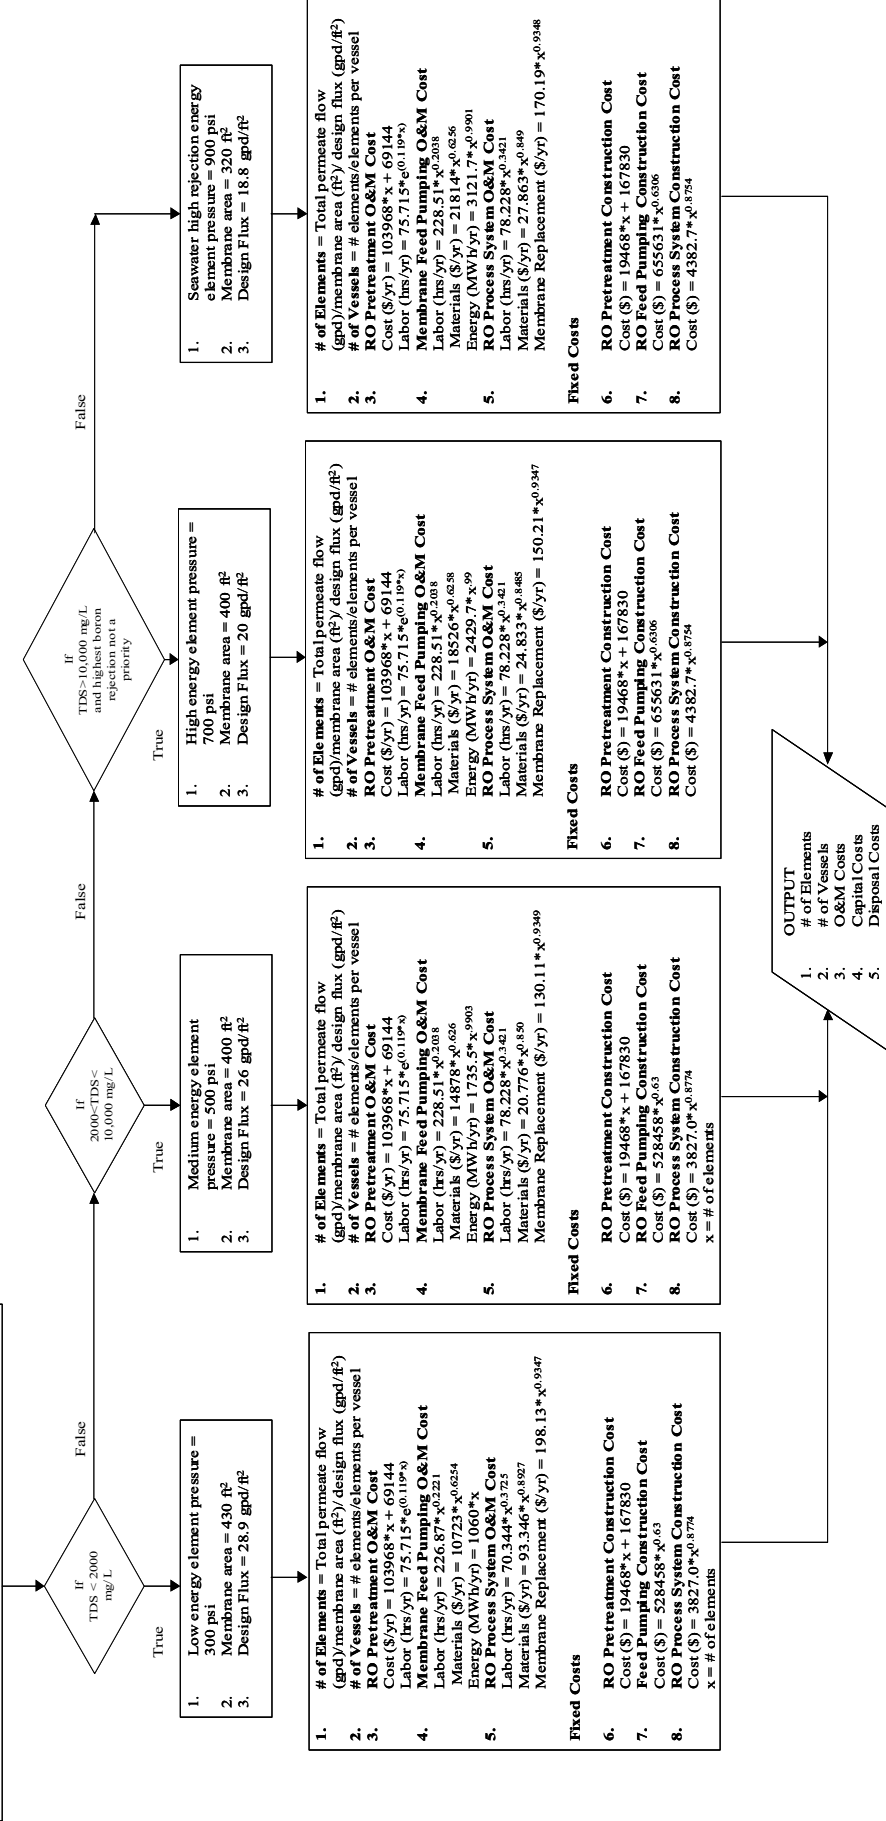 If
TDS < 2000
mg/L
False
True
Low energy element pressure =
300 psi
Membrane area = 430 ft²
Design Flux = 28.9 gpd/ft²
1.
2.
3.
1. # of Elements = Total permeate flow
(gpd)/membrane area (ft²)/ design flux (gpd/ft²)
2. # of Vessels = # elements/elements per vessel
3. RO Pretreatment O&M Cost
Cost ($/yr) = 103968*x + 69144
Labor (hrs/yr) = 75.715*e(0.119*x)
4. Membrane Feed Pumping O&M Cost
Labor (hrs/yr) = 226.87*x0.2221
Materials ($/yr) = 10723*x0.6254
Energy (MWh/yr) = 1060*x
5. RO Process System O&M Cost
Labor (hrs/yr) = 70.344*x0.3725
Materials ($/yr) = 93.346*x0.8927
Membrane Replacement ($/yr) = 198.13*x0.9347
Fixed Costs
6. RO Pretreatment Construction Cost
Cost ($) = 19468*x + 167830
7. Feed Pumping Construction Cost
Cost ($) = 528458*x0.63
8. RO Process System Construction Cost
Cost ($) = 3827.0*x0.8774
x = # of elements
If
2000<TDS<
10,000 mg/L
False
True
Medium energy element
pressure = 500 psi
Membrane area = 400 ft²
Design Flux = 26 gpd/ft²
1.
2.
3.
1. # of Elements = Total permeate flow
(gpd)/membrane area (ft²)/ design flux (gpd/ft²)
2. # of Vessels = # elements/elements per vessel
3. RO Pretreatment O&M Cost
Cost ($/yr) = 103968*x + 69144
Labor (hrs/yr) = 75.715*e(0.119*x)
4. Membrane Feed Pumping O&M Cost
Labor (hrs/yr) = 228.51*x0.2038
Materials ($/yr) = 14878*x0.626
Energy (MWh/yr) = 1735.5*x.9903
5. RO Process System O&M Cost
Labor (hrs/yr) = 78.228*x0.3421
Materials ($/yr) = 20.776*x0.850
Membrane Replacement ($/yr) = 130.11*x0.9349
Fixed Costs
6. RO Pretreatment Construction Cost
Cost ($) = 19468*x + 167830
7. RO Feed Pumping Construction Cost
Cost ($) = 528458*x0.63
8. RO Process System Construction Cost
Cost ($) = 3827.0*x0.8774
x = # of elements
If
TDS>10,000 mg/L
and highest boron
rejection not a
priority
False
True
High energy element pressure =
700 psi
Membrane area = 400 ft²
Design Flux = 20 gpd/ft²
1.
2.
3.
1. # of Elements = Total permeate flow
(gpd)/membrane area (ft²)/ design flux (gpd/ft²)
2. # of Vessels = # elements/elements per vessel
3. RO Pretreatment O&M Cost
Cost ($/yr) = 103968*x + 69144
Labor (hrs/yr) = 75.715*e(0.119*x)
4. Membrane Feed Pumping O&M Cost
Labor (hrs/yr) = 228.51*x0.2038
Materials ($/yr) = 18526*x0.6258
Energy (MWh/yr) = 2429.7*x.99
5. RO Process System O&M Cost
Labor (hrs/yr) = 78.228*x0.3421
Materials ($/yr) = 24.833*x0.8485
Membrane Replacement ($/yr) = 150.21*x0.9347
Fixed Costs
6. RO Pretreatment Construction Cost
Cost ($) = 19468*x + 167830
7. RO Feed Pumping Construction Cost
Cost ($) = 655631*x0.6306
8. RO Process System Construction Cost
Cost ($) = 4382.7*x0.8754
Seawater high rejection energy
element pressure = 900 psi
Membrane area = 320 ft²
Design Flux = 18.8 gpd/ft²
1.
2.
3.
1. # of Elements = Total permeate flow
(gpd)/membrane area (ft²)/ design flux (gpd/ft²)
2. # of Vessels = # elements/elements per vessel
3. RO Pretreatment O&M Cost
Cost ($/yr) = 103968*x + 69144
Labor (hrs/yr) = 75.715*e(0.119*x)
4. Membrane Feed Pumping O&M Cost
Labor (hrs/yr) = 228.51*x0.2038
Materials ($/yr) = 21814*x0.6256
Energy (MWh/yr) = 3121.7*x.9901
5. RO Process System O&M Cost
Labor (hrs/yr) = 78.228*x0.3421
Materials ($/yr) = 27.863*x0.849
Membrane Replacement ($/yr) = 170.19*x0.9348
Fixed Costs
6. RO Pretreatment Construction Cost
Cost ($) = 19468*x + 167830
7. RO Feed Pumping Construction Cost
Cost ($) = 655631*x0.6306
8. RO Process System Construction Cost
Cost ($) = 4382.7*x0.8754
OUTPUT
1. # of Elements
2. # of Vessels
3. O&M Costs
4. Capital Costs
5. Disposal Costs